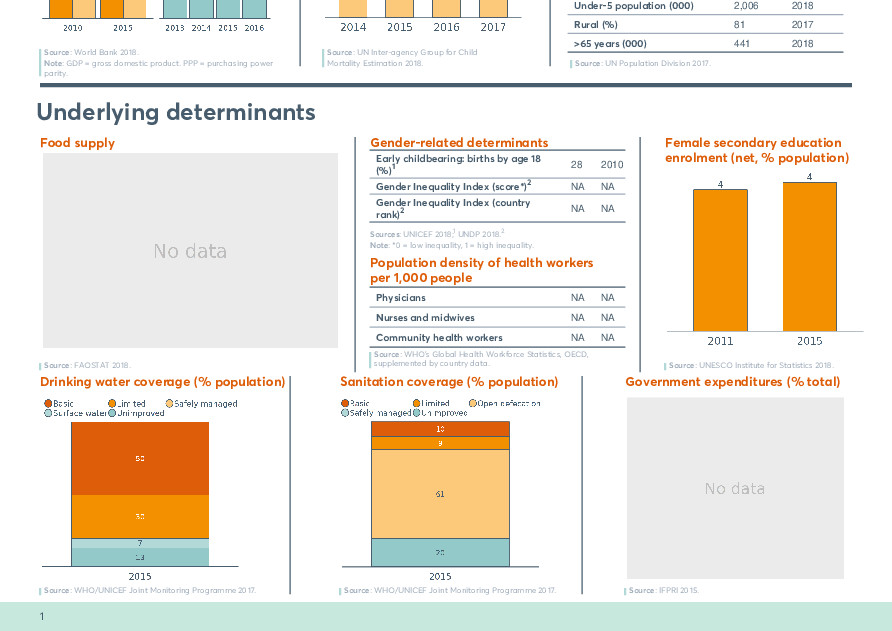 2010 2015 2013 2014 2015 2016
Source: World Bank 2018.
Note: GDP = gross domestic product. PPP = purchasing power
parity.
2014 2015 2016 2017
Source: UN Inter-agency Group for Child
Mortality Estimation 2018.
Under-5 population (000) 2,006 2018
Rural (%) 81 2017
>65 years (000) 441 2018
Source: UN Population Division 2017.
Underlying determinants
Food supply
No data
Source: FAOSTAT 2018.
Gender-related determinants
Early childbearing: births by age 18
(%)1 28 2010
Gender Inequality Index (score*)2 NA NA
Gender Inequality Index (country
rank)2 NA NA
Sources: UNICEF 2018,1 UNDP 2018.2
Note: *0 = low inequality, 1 = high inequality.
Population density of health workers
per 1,000 people
Physicians NA NA
Nurses and midwives NA NA
Community health workers NA NA
Source: WHO's Global Health Workforce Statistics, OECD,
supplemented by country data.
Female secondary education
enrolment (net, % population)
4 4
2011 2015
Source: UNESCO Institute for Statistics 2018.
Drinking water coverage (% population)
Basic Limited Safely managed
Surface water Unimproved
50
30
7
13
2015
Source: WHO/UNICEF Joint Monitoring Programme 2017.
Sanitation coverage (% population)
Basic Limited Open defecation
Safely managed Unimproved
10
9
61
20
2015
Source: WHO/UNICEF Joint Monitoring Programme 2017.
Government expenditures (% total)
No data
Source: IFPRI 2015.
1